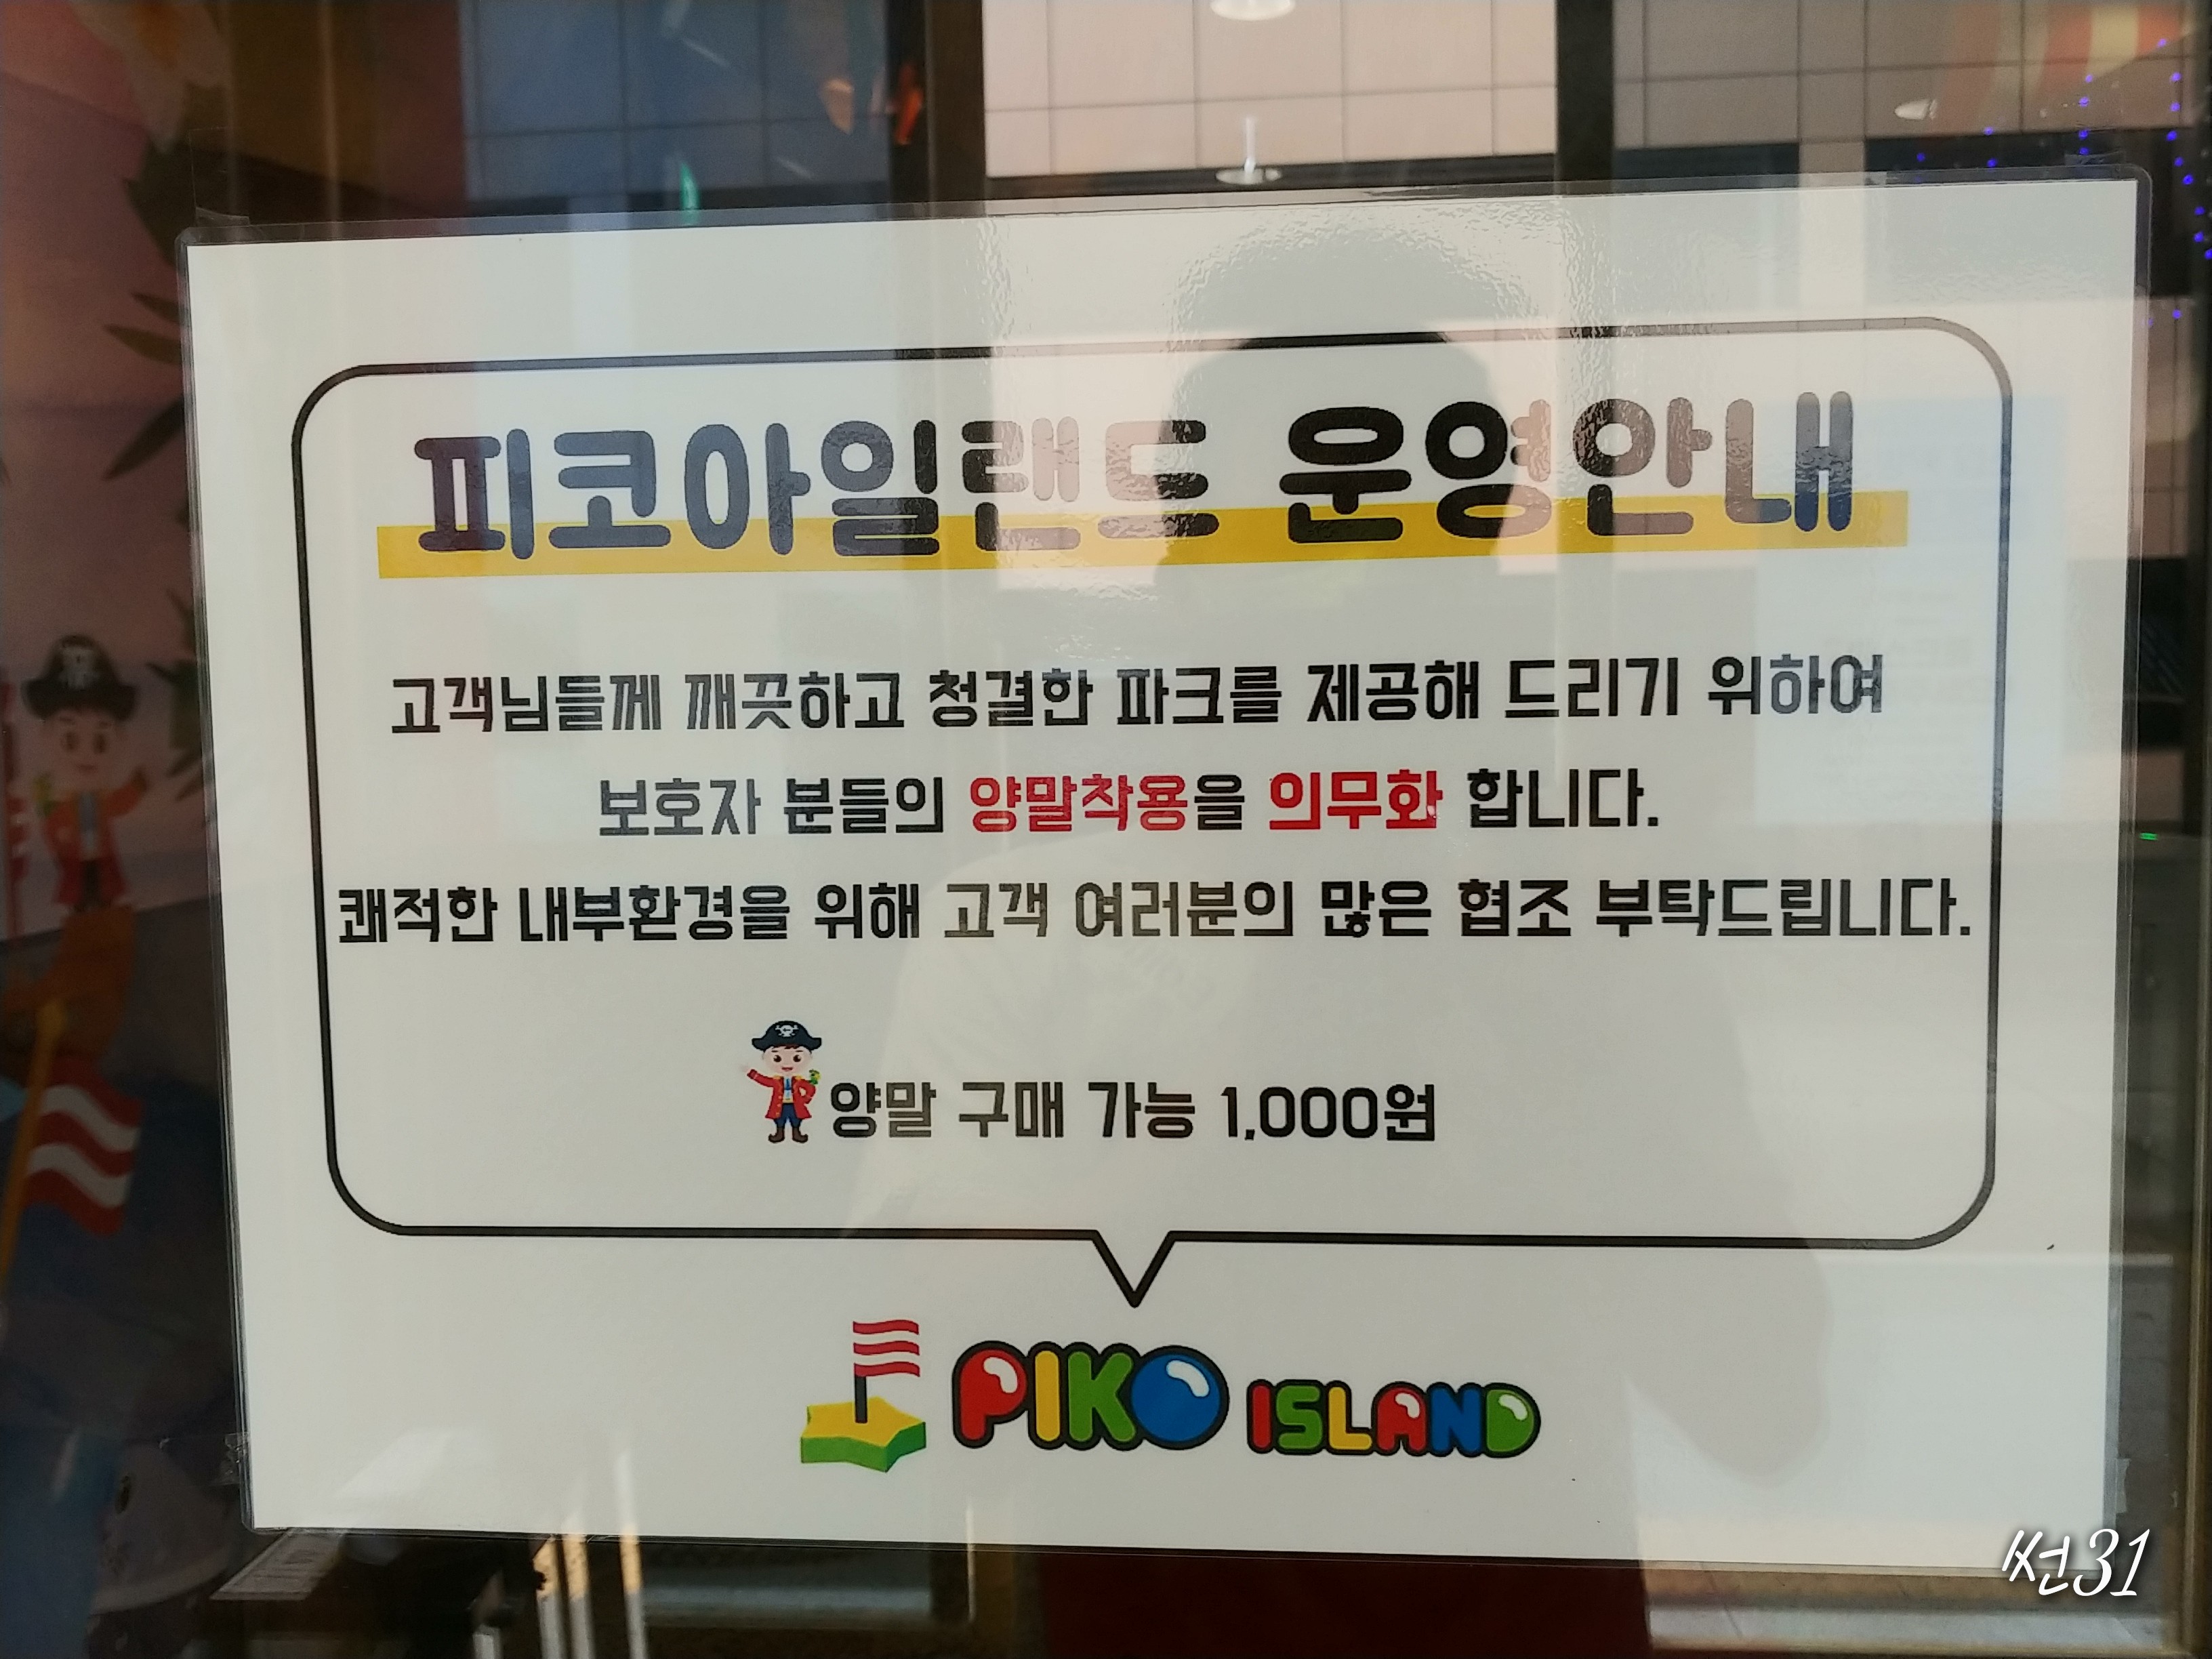 피코아일랜드 운영안내
고객님들께 깨끗하고 청결한 파크를 제공해 드리기 위하여
보호자 분들의 양말착용을 의무화 합니다.
쾌적한 내부환경을 위해 고객 여러분의 많은 협조 부탁드립니다.
양말 구매 가능 1,000원
PIKO ISLAND
써선31